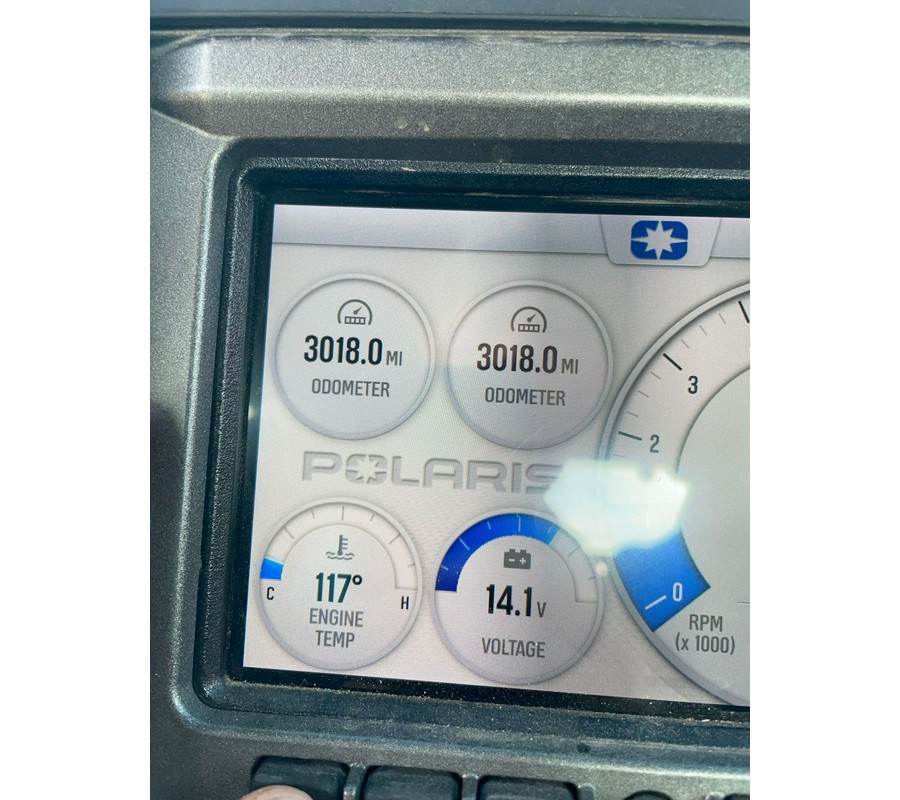 3018.0 MI
ODOMETER
3018.0 MI
ODOMETER
POLARIS
3
2
0
RPM
(x 1000)
C
H
117°
ENGINE
TEMP
- +
14.1 V
VOLTAGE